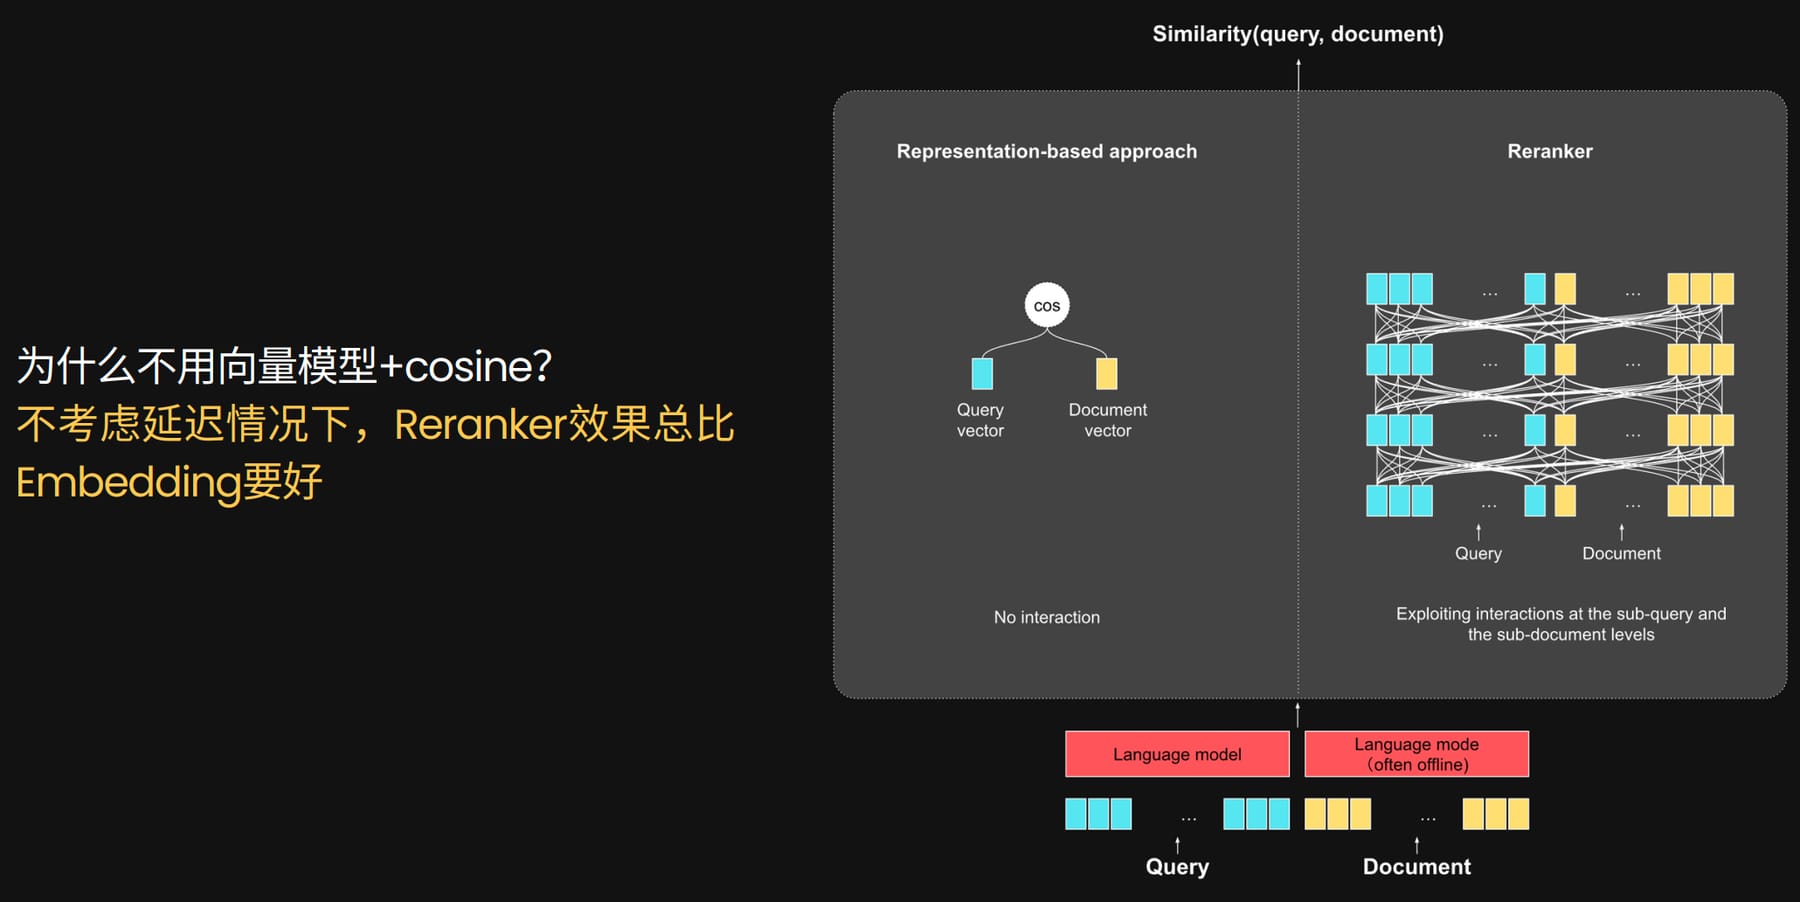 为什么不用向量模型+cosine?
不考虑延迟情况下，Reranker效果总比
Embedding要好
Similarity(query, document)
Representation-based approach
Reranker
cos
Query
vector
Document
vector
No interaction
...
...
...
...
...
...
...
...
Query
Document
Exploiting interactions at the sub-query and
the sub-document levels
Language model
Language mode
（often offline)
...
...
Query
Document